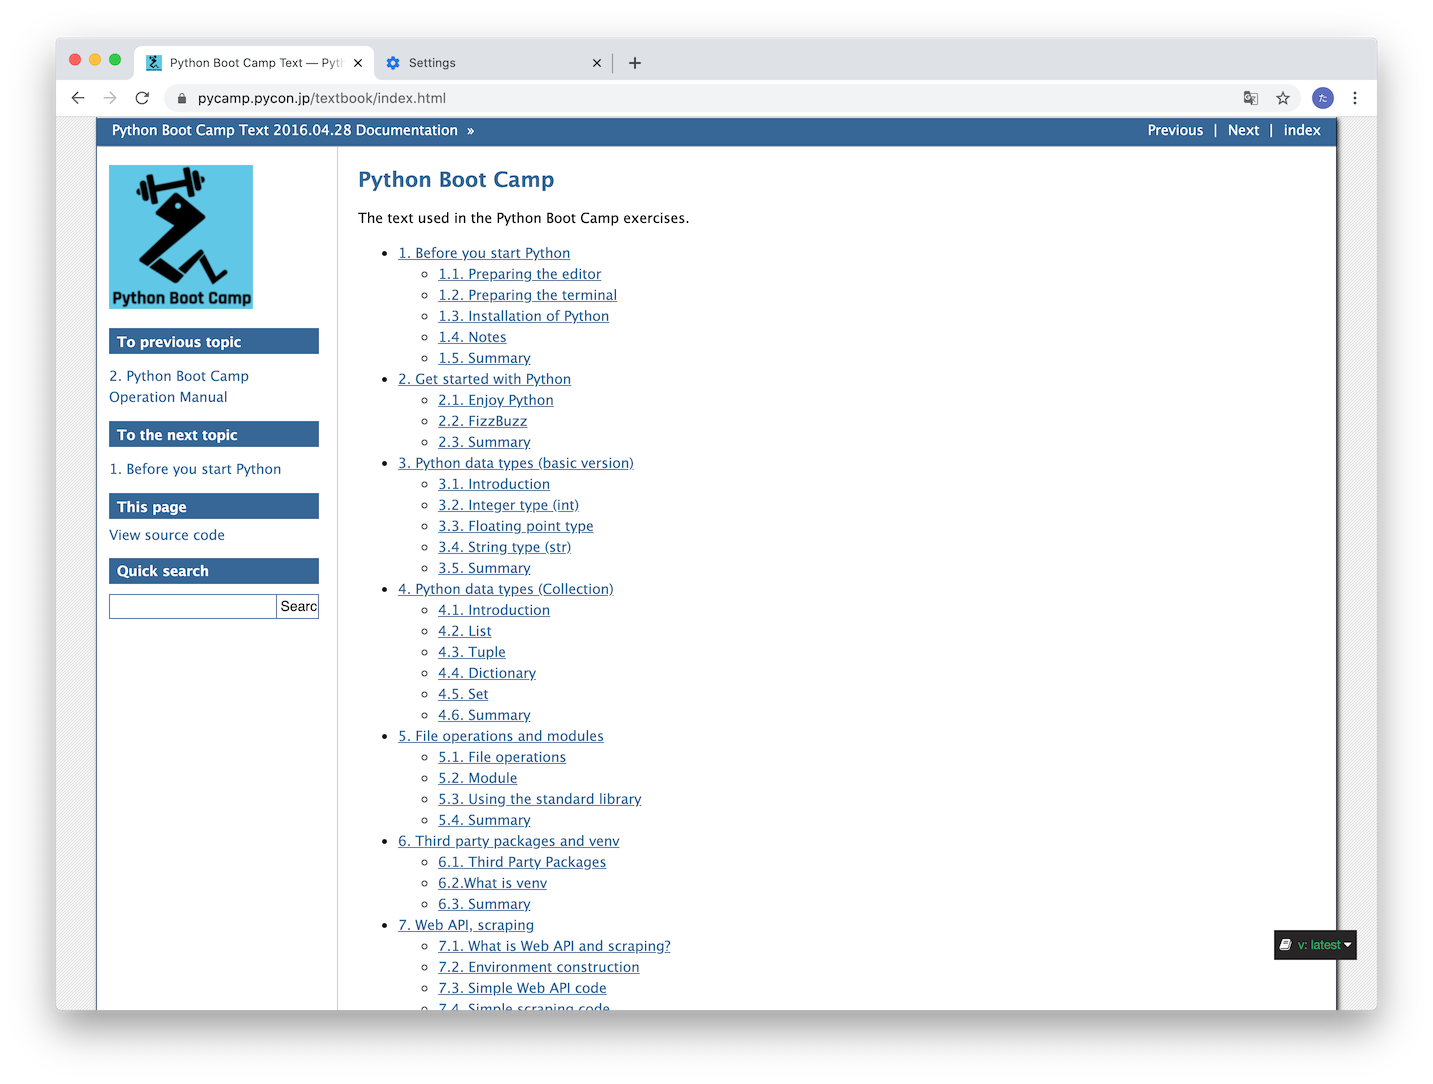 Python Boot Camp Text — Pyth
Settings
pycamp.pycon.jp/textbook/index.html
た
Python Boot Camp Text 2016.04.28 Documentation »
Previous | Next | index
Python Boot Camp
To previous topic
2. Python Boot Camp
Operation Manual
To the next topic
1. Before you start Python
This page
View source code
Quick search
Searc
Python Boot Camp
The text used in the Python Boot Camp exercises.
1. Before you start Python
1.1. Preparing the editor
1.2. Preparing the terminal
1.3. Installation of Python
1.4. Notes
1.5. Summary
2. Get started with Python
2.1. Enjoy Python
2.2. FizzBuzz
2.3. Summary
3. Python data types (basic version)
3.1. Introduction
3.2. Integer type (int)
3.3. Floating point type
3.4. String type (str)
3.5. Summary
4. Python data types (Collection)
4.1. Introduction
4.2. List
4.3. Tuple
4.4. Dictionary
4.5. Set
4.6. Summary
5. File operations and modules
5.1. File operations
5.2. Module
5.3. Using the standard library
5.4. Summary
6. Third party packages and venv
6.1. Third Party Packages
6.2.What is venv
6.3. Summary
7. Web API, scraping
7.1. What is Web API and scraping?
7.2. Environment construction
7.3. Simple Web API code
7.4. Simple scraping code
v: latest